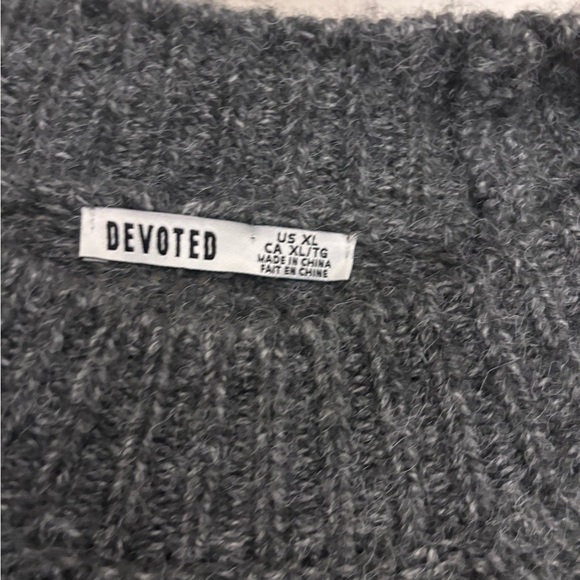 DEVOTED
US XL
CA XL/TG
MADE IN CHINA
FAIT EN CHINE